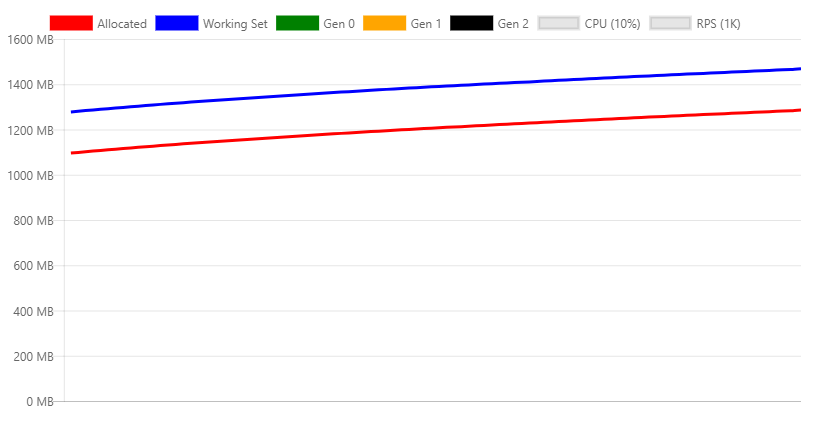 Allocated Working Set Gen 0 Gen 1 Gen 2 CPU (10%) RPS (1K)
1600 MB
1400 MB
1200 MB
1000 MB
800 MB
600 MB
400 MB
200 MB
0 MB